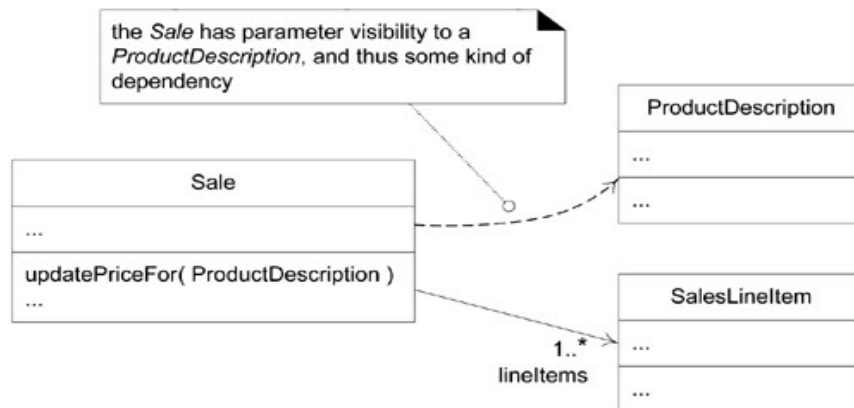 the Sale has parameter visibility to a
ProductDescription, and thus some kind of
dependency
ProductDescription
...
...
Sale
...
updatePriceFor( ProductDescription )
...
SalesLineItem
...
...
1..*
lineItems